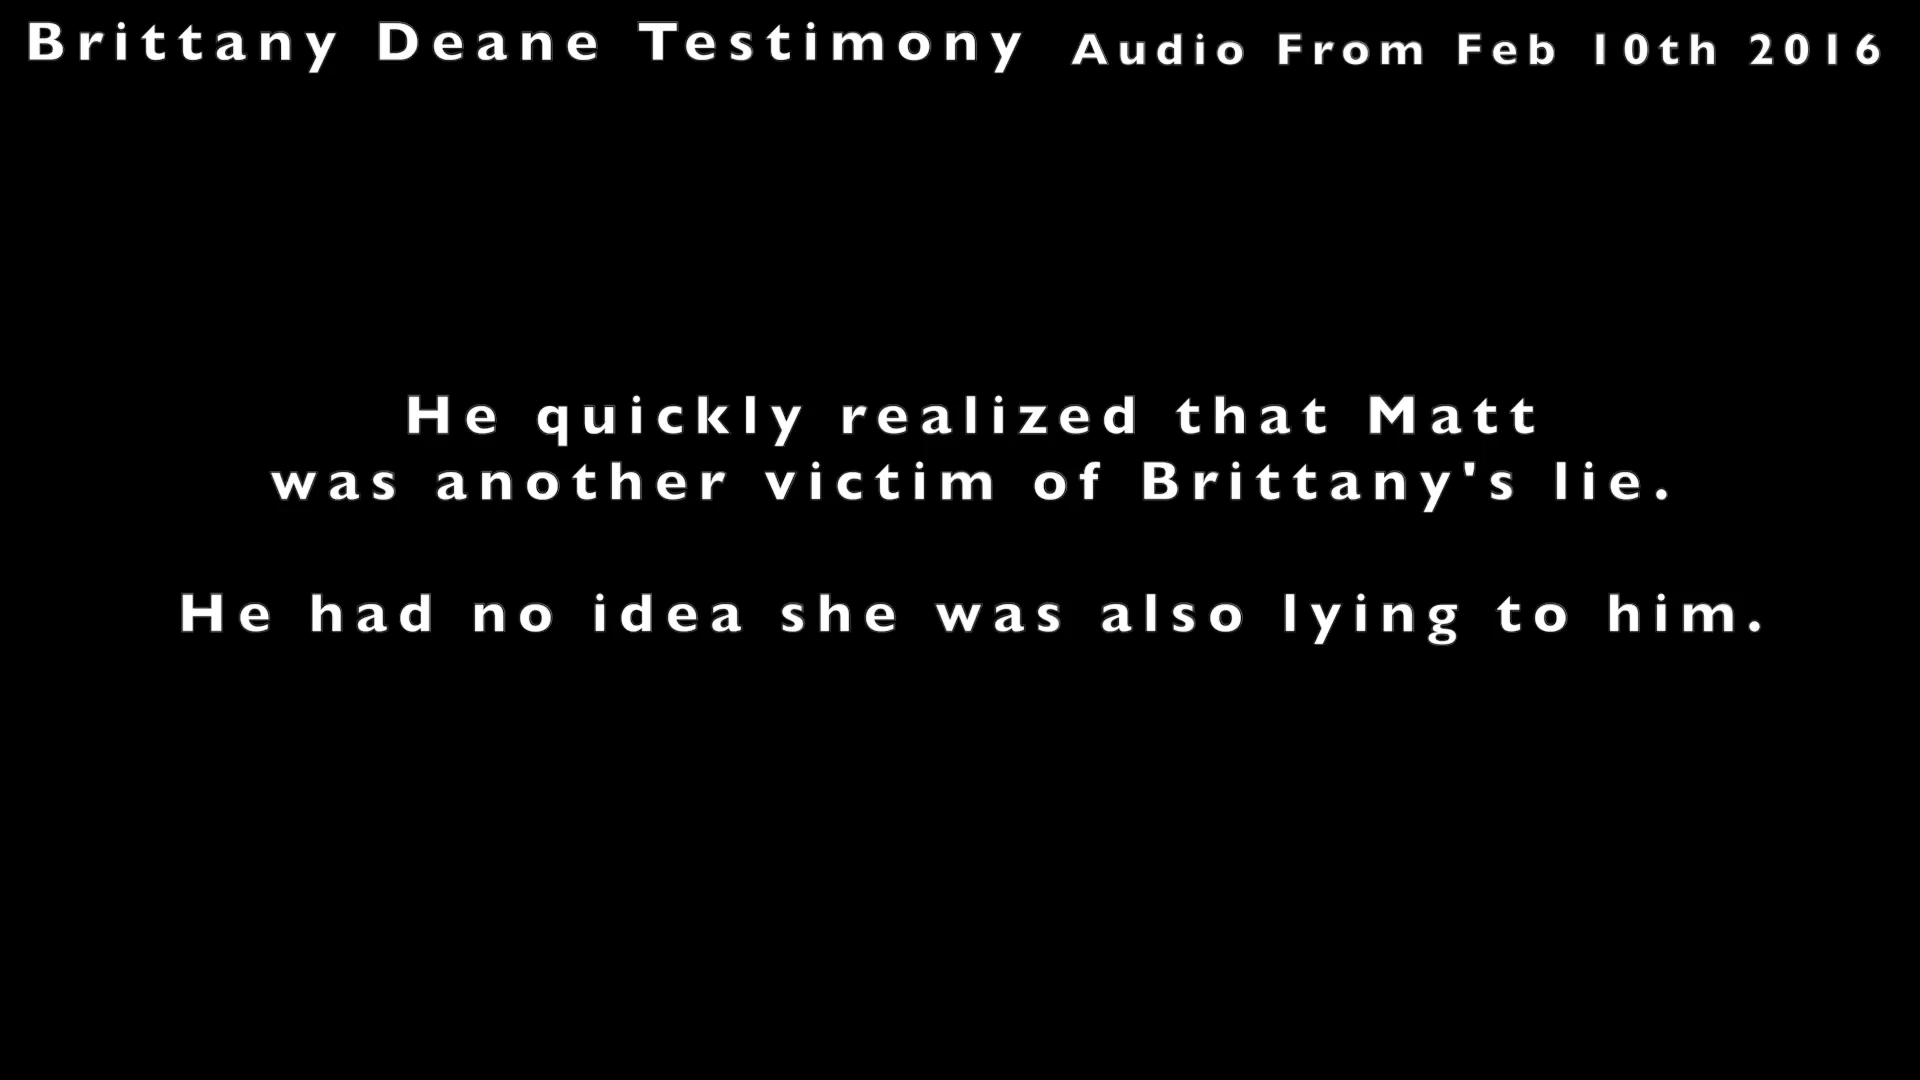 Brittany Deane Testimony Audio From Feb 10th 2016
He quickly realized that Matt
was another victim of Brittany's lie.
He had no idea she was also lying to him.